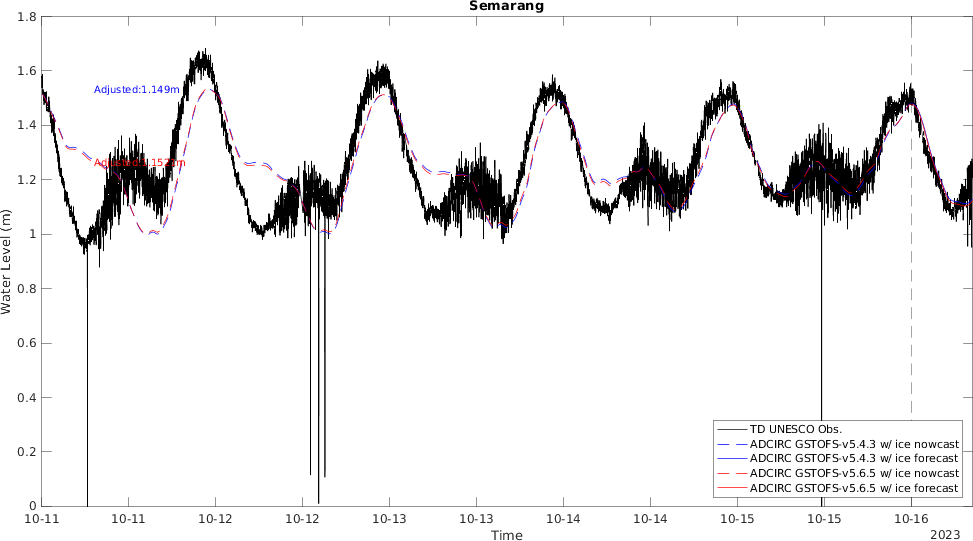 Semarang
1.8
1.6
1.4
1.2
1
0.8
0.6
0.4
0.2
0
Water Level (m)
Adjusted:1.149m
TD UNESCO Obs.
ADCIRC GSTOFS-v5.4.3 w/ ice nowcast
ADCIRC GSTOFS-v5.4.3 w/ ice forecast
ADCIRC GSTOFS-v5.6.5 w/ ice nowcast
ADCIRC GSTOFS-v5.6.5 w/ ice forecast
10-11 10-11 10-12 10-12 10-13 10-13 10-14 10-14 10-15 10-15 10-16
Time
2023